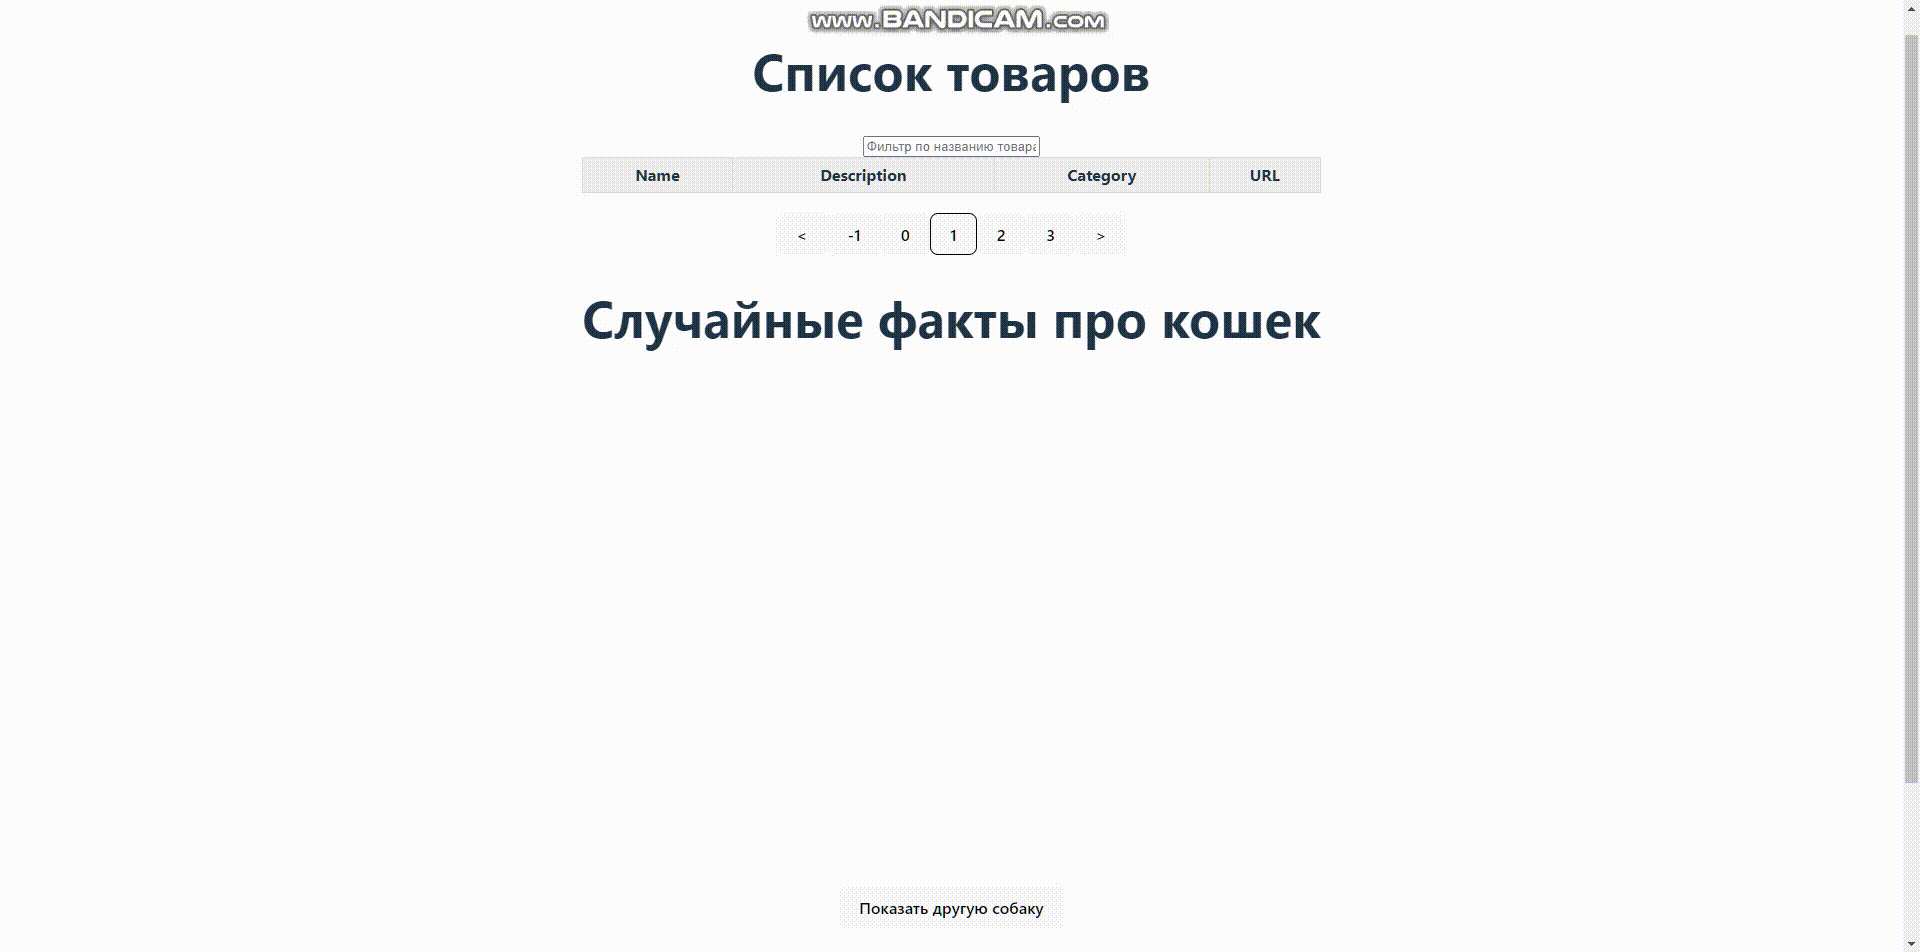 www.BANDICAM.com
Список товаров
Фильтр по названию товара
Name Description Category URL
< -1 0 1 2 3 >
Случайные факты про кошек
Показать другую собаку